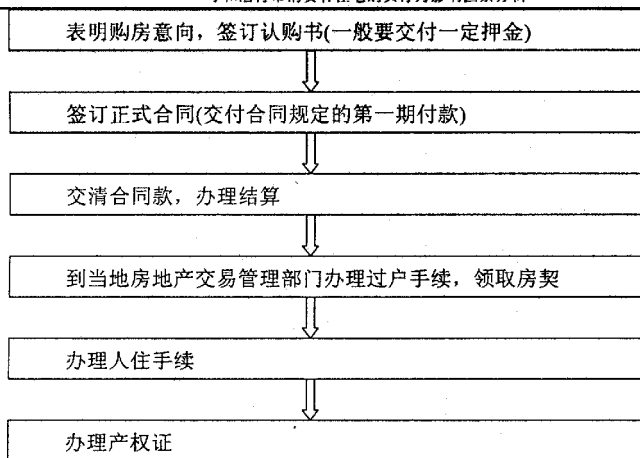 表明购房意向，签订认购书(一般要交付一定押金)
签订正式合同(交付合同规定的第一期付款)
交清合同款，办理结算
到当地房地产交易管理部门办理过户手续，领取房契
办理人住手续
办理产权证